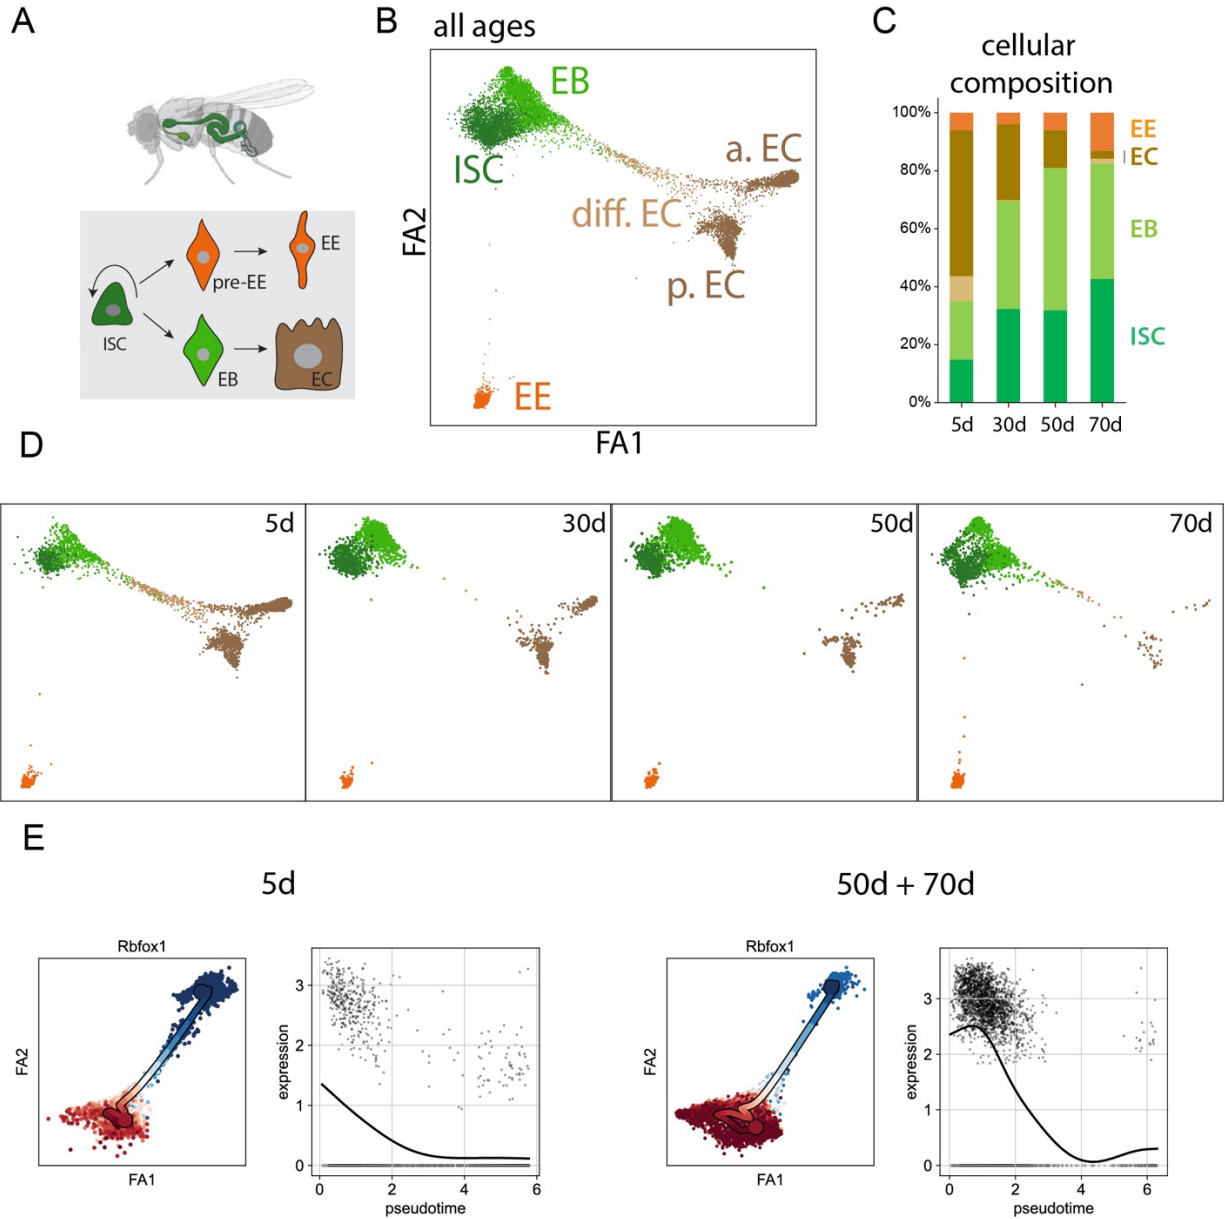 A
pre-EE
EE
ISC
EB
EC
B
all ages
EB
ISC
a. EC
diff. EC
p. EC
EE
FA2
FA1
C
cellular
composition
100%
80%
60%
40%
20%
0%
EE
EC
EB
ISC
5d 30d 50d 70d
D
5d
30d
50d
70d
E
5d
Rbfox1
FA2
FA1
expression
3
2
1
0
0 2 4 6
pseudotime
50d + 70d
Rbfox1
FA2
FA1
expression
3
2
1
0
0 2 4 6
pseudotime